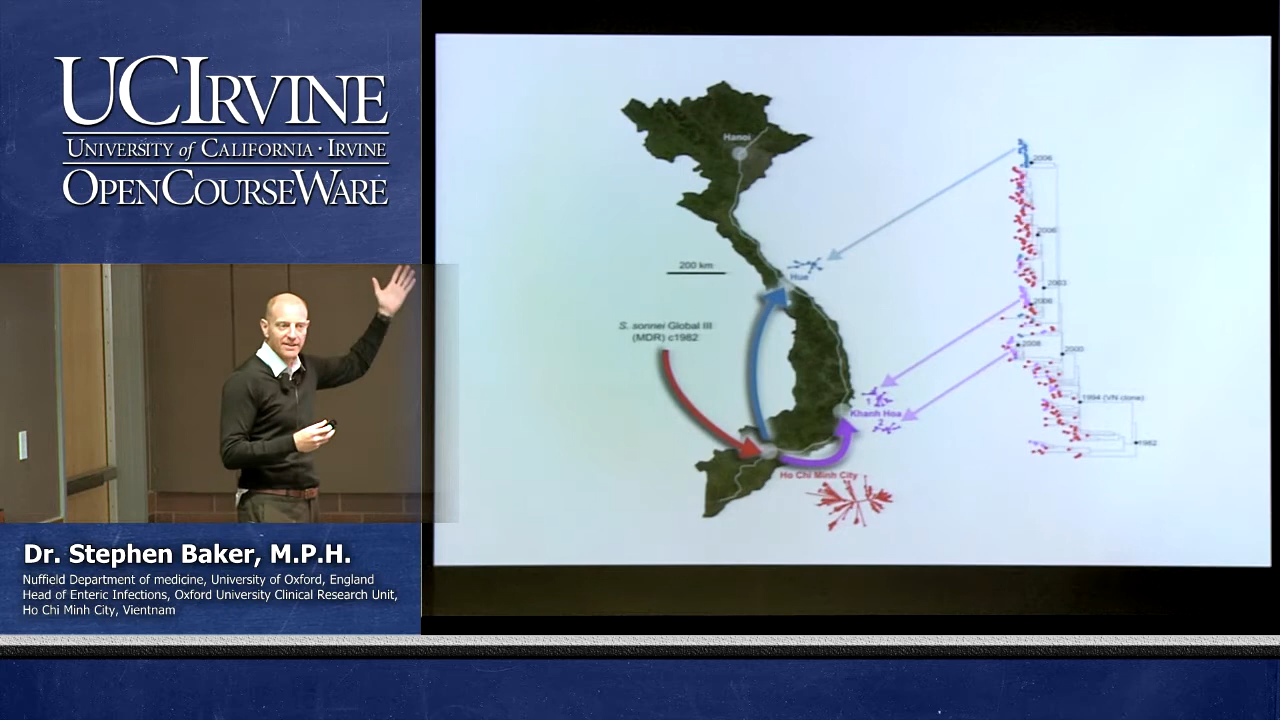 UCIRVINE
UNIVERSITY of CALIFORNIA · IRVINE
OPENCOURSEWARE
Dr. Stephen Baker, M.P.H.
Nuffield Department of medicine, University of Oxford, England
Head of Enteric Infections, Oxford University Clinical Research Unit,
Ho Chi Minh City, Vientnam
Hanoi
200 km
Hue
S. sonnei Global III
(MDR) c1982
1
Khanh Hoa
2
Ho Chi Minh City
2006
2006
2003
2006
2008
2000
1994 (VN clone)
1982